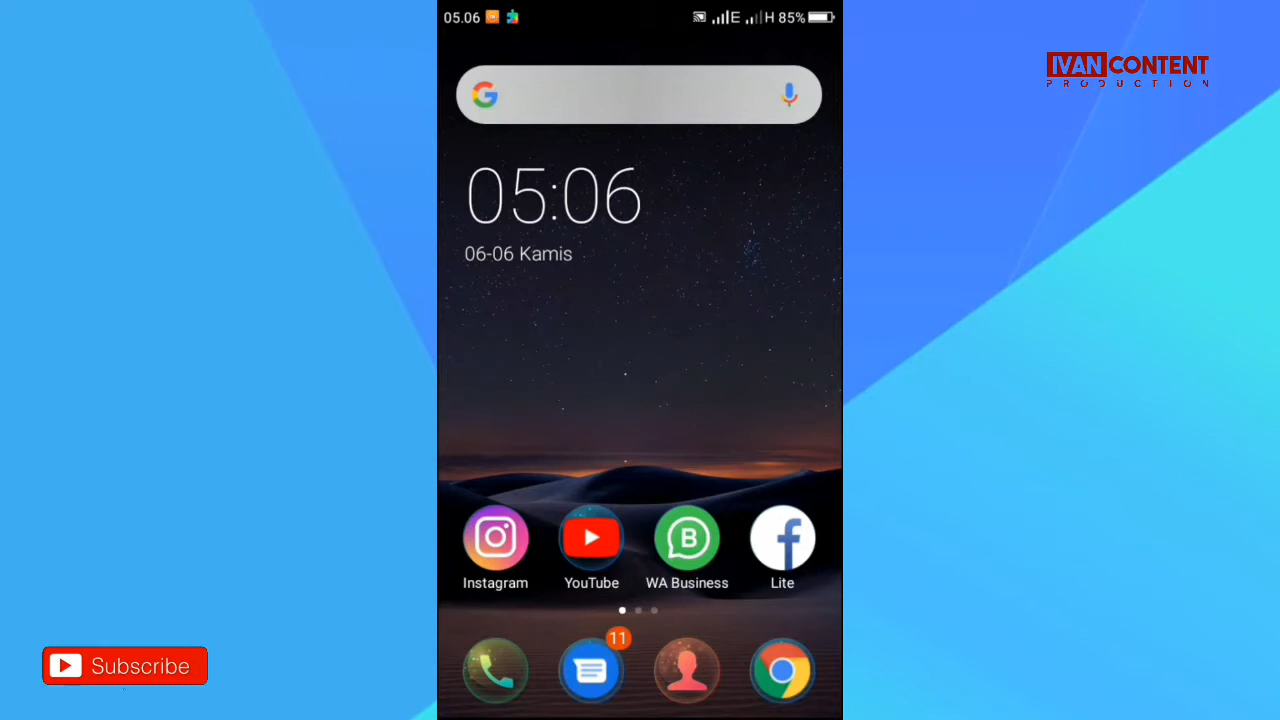 05.06 E H 85%
IVAN CONTENT
PRODUCTION
05:06
06-06 Kamis
B
Instagram YouTube WA Business Lite
11
Subscribe